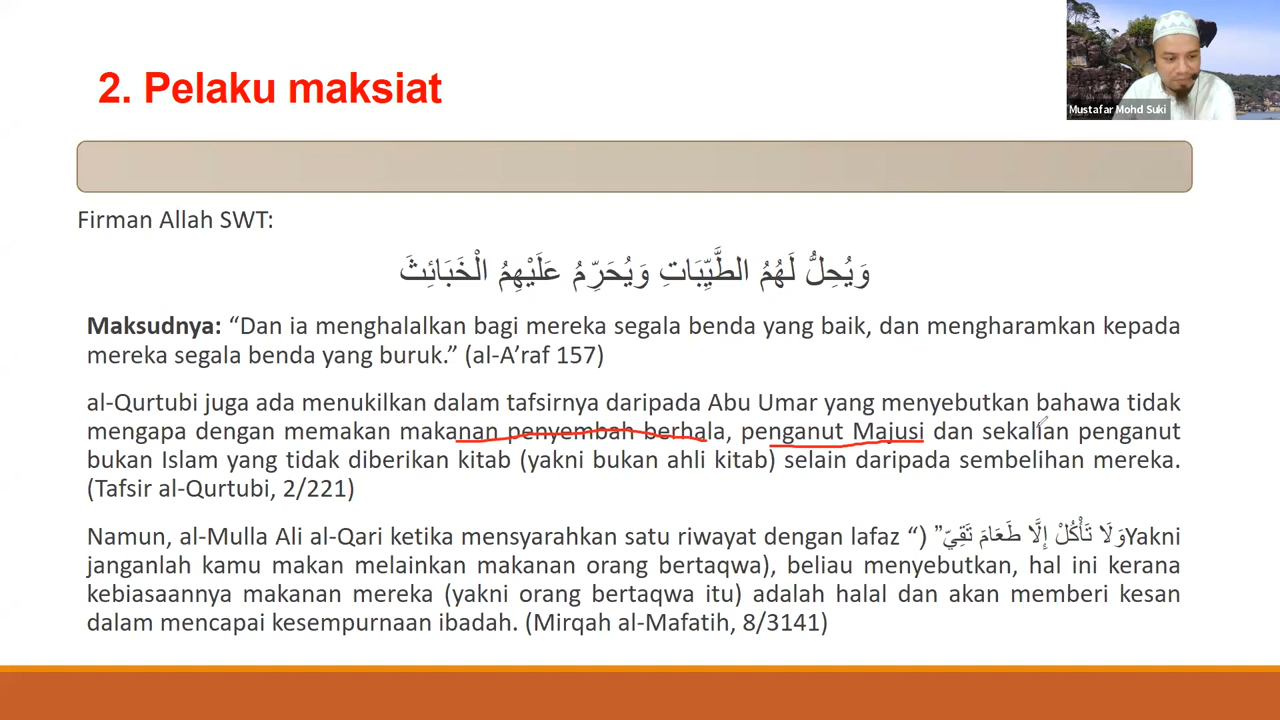 2. Pelaku maksiat
Mustafar Mohd Suki
Firman Allah SWT:
وَيُحِلُّ لَهُمُ الطَّيِّبَاتِ وَيُحَرِّمُ عَلَيْهِمُ الْخَبَائِثَ
Maksudnya: “Dan ia menghalalkan bagi mereka segala benda yang baik, dan mengharamkan kepada
mereka segala benda yang buruk.” (al-A’raf 157)
al-Qurtubi juga ada menukilkan dalam tafsirnya daripada Abu Umar yang menyebutkan bahawa tidak
mengapa dengan memakan makanan penyembah berhala, penganut Majusi dan sekalian penganut
bukan Islam yang tidak diberikan kitab (yakni bukan ahli kitab) selain daripada sembelihan mereka.
(Tafsir al-Qurtubi, 2/221)
Namun, al-Mulla Ali al-Qari ketika mensyarahkan satu riwayat dengan lafaz “) ”وَلَا تَأْكُلْ إِلَّا طَعَامَ تَقِيّYakni
janganlah kamu makan melainkan makanan orang bertaqwa), beliau menyebutkan, hal ini kerana
kebiasaannya makanan mereka (yakni orang bertaqwa itu) adalah halal dan akan memberi kesan
dalam mencapai kesempurnaan ibadah. (Mirqah al-Mafatih, 8/3141)